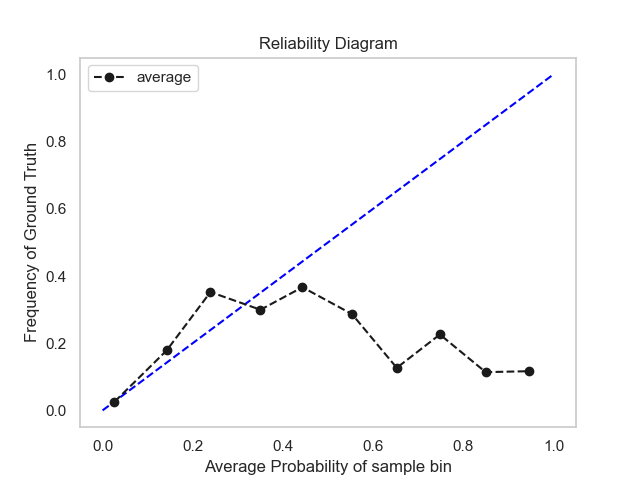 Reliability Diagram
average
Frequency of Ground Truth
1.0
0.8
0.6
0.4
0.2
0.0
0.0 0.2 0.4 0.6 0.8 1.0
Average Probability of sample bin